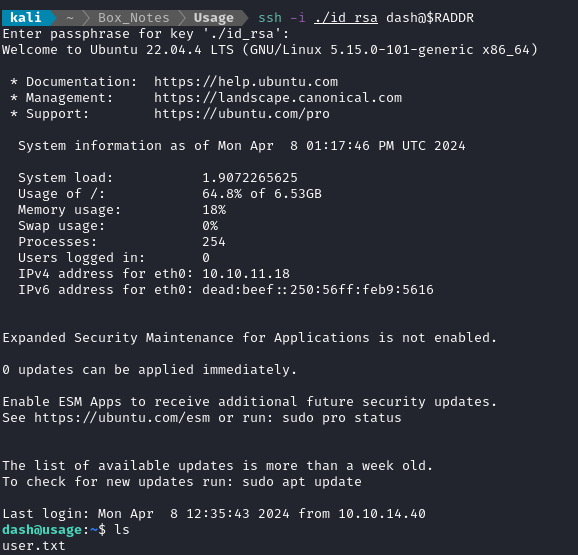 kali ~ Box_Notes Usage ssh -i ./id_rsa dash@$RADDR
Enter passphrase for key './id_rsa':
Welcome to Ubuntu 22.04.4 LTS (GNU/Linux 5.15.0-101-generic x86_64)
* Documentation: https://help.ubuntu.com
* Management: https://landscape.canonical.com
* Support: https://ubuntu.com/pro
System information as of Mon Apr 8 01:17:46 PM UTC 2024
System load: 1.9072265625
Usage of /: 64.8% of 6.53GB
Memory usage: 18%
Swap usage: 0%
Processes: 254
Users logged in: 0
IPv4 address for eth0: 10.10.11.18
IPv6 address for eth0: dead:beef::250:56ff:feb9:5616
Expanded Security Maintenance for Applications is not enabled.
0 updates can be applied immediately.
Enable ESM Apps to receive additional future security updates.
See https://ubuntu.com/esm or run: sudo pro status
The list of available updates is more than a week old.
To check for new updates run: sudo apt update
Last login: Mon Apr 8 12:35:43 2024 from 10.10.14.40
dash@usage:~$ ls
user.txt